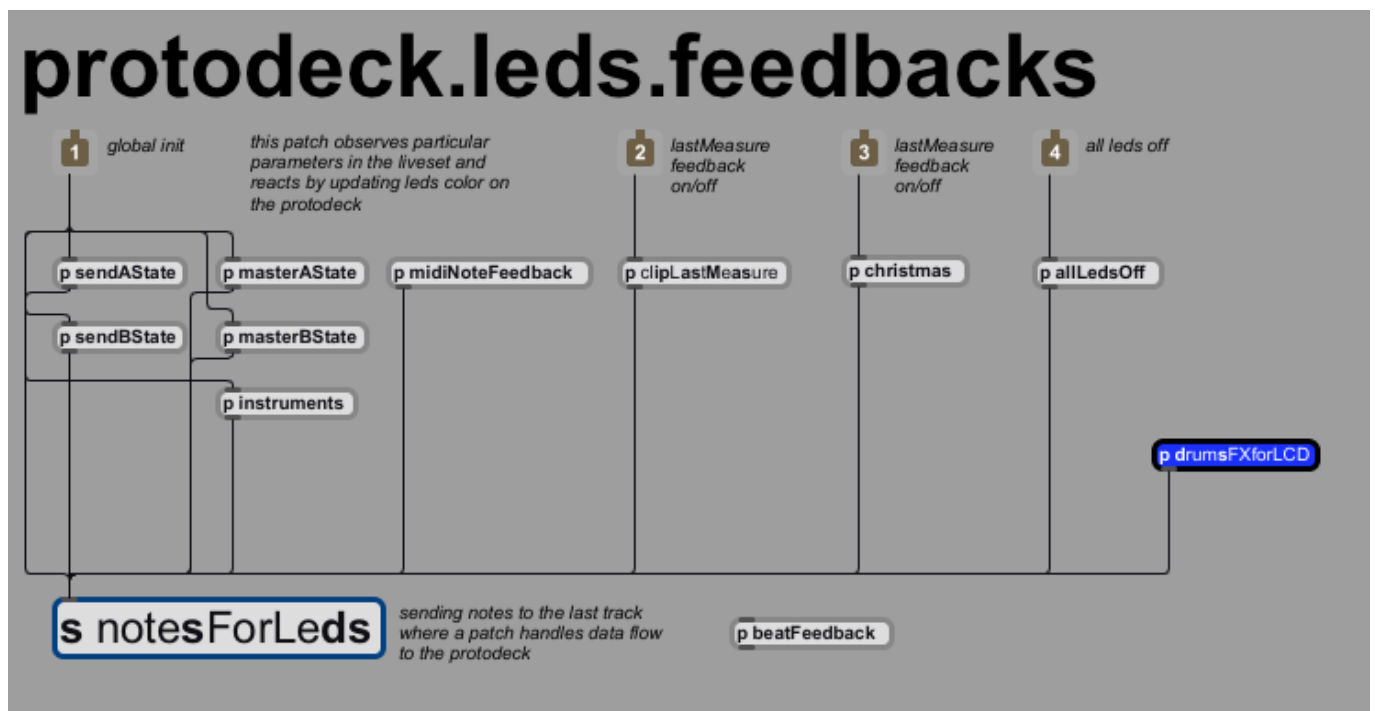 protodeck.leds.feedbacks
1
global init
this patch observes particular
parameters in the liveset and
reacts by updating leds color on
the protodeck
2
lastMeasure
feedback
on/off
3
lastMeasure
feedback
on/off
4
all leds off
p sendAState
p masterAState
p midiNoteFeedback
p clipLastMeasure
p christmas
p allLedsOff
p sendBState
p masterBState
p instruments
p drumsFXforLCD
s notesForLeds
sending notes to the last track
where a patch handles data flow
to the protodeck
p beatFeedback